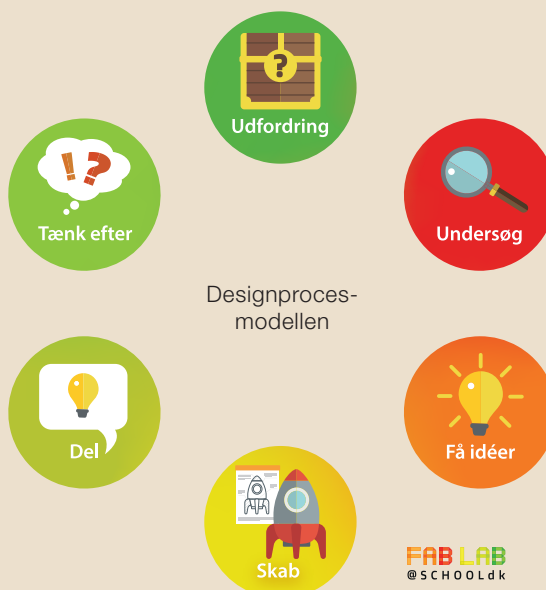 Udfordring
Undersøg
Få idéer
Skab
Del
Tænk efter
Designproces-
modellen
FAB LAB
@SCHOOLdk